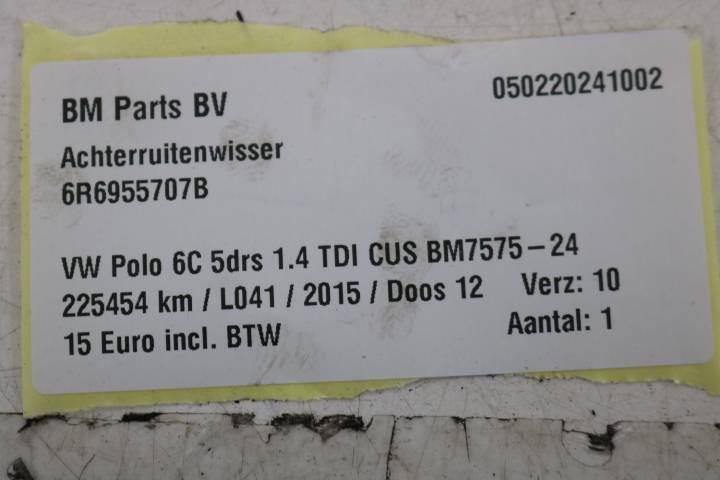 BM Parts BV 050220241002
Achterruitenwisser
6R6955707B
VW Polo 6C 5drs 1.4 TDI CUS BM7575-24
225454 km / L041 / 2015 / Doos 12 Verz: 10
15 Euro incl. BTW Aantal: 1